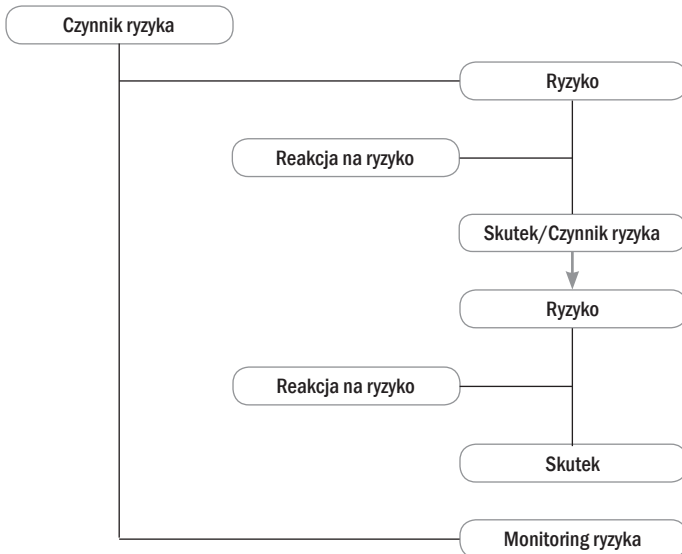 Czynnik ryzyka
Ryzyko
Reakcja na ryzyko
Skutek/Czynnik ryzyka
Ryzyko
Reakcja na ryzyko
Skutek
Monitoring ryzyka